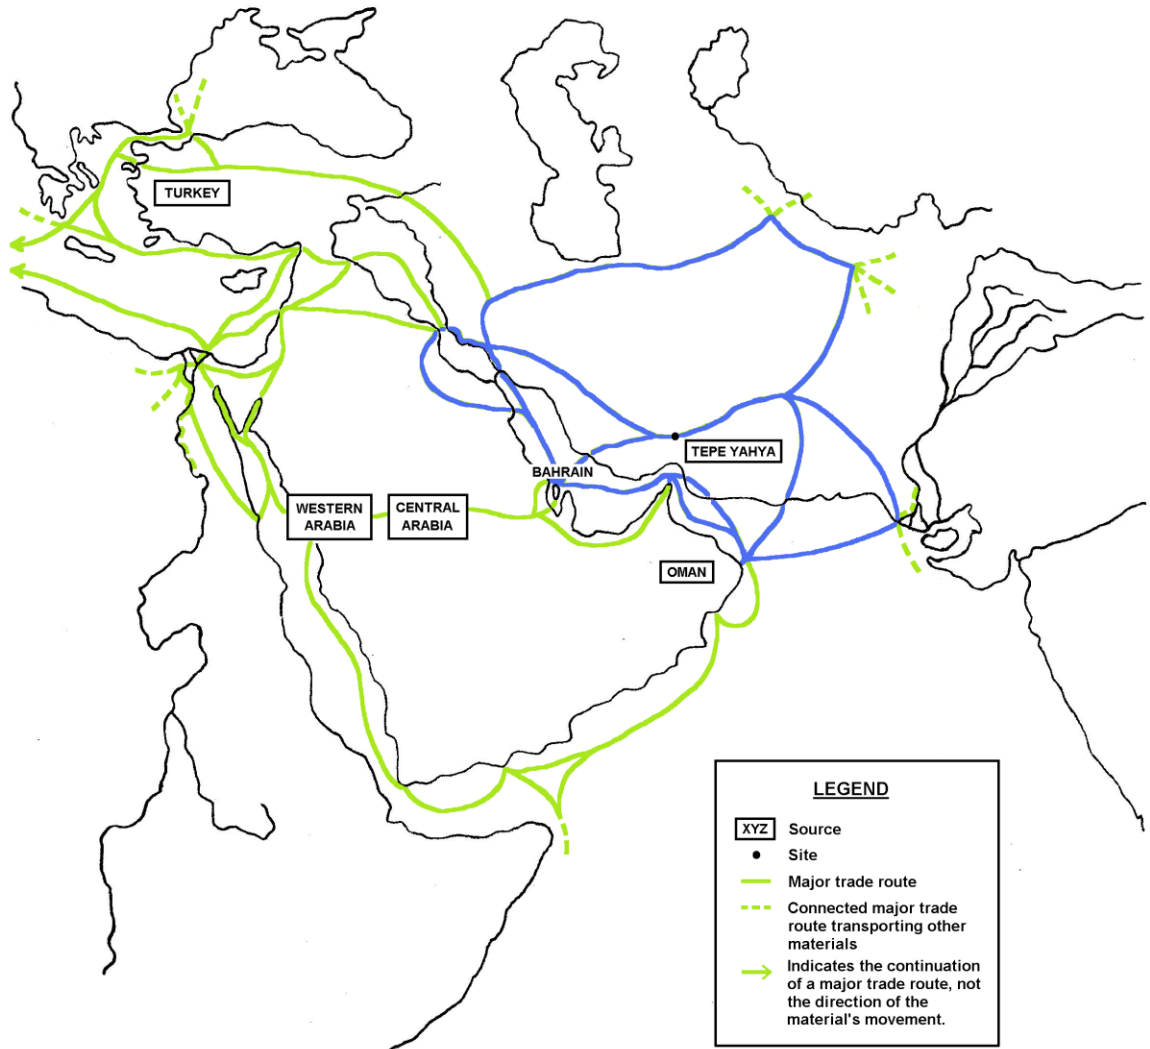 TURKEY
TEPE YAHYA
BAHRAIN
WESTERN
ARABIA
CENTRAL
ARABIA
OMAN
LEGEND
XYZ Source
Site
Major trade route
Connected major trade
route transporting other
materials
Indicates the continuation
of a major trade route, not
the direction of the
material's movement.